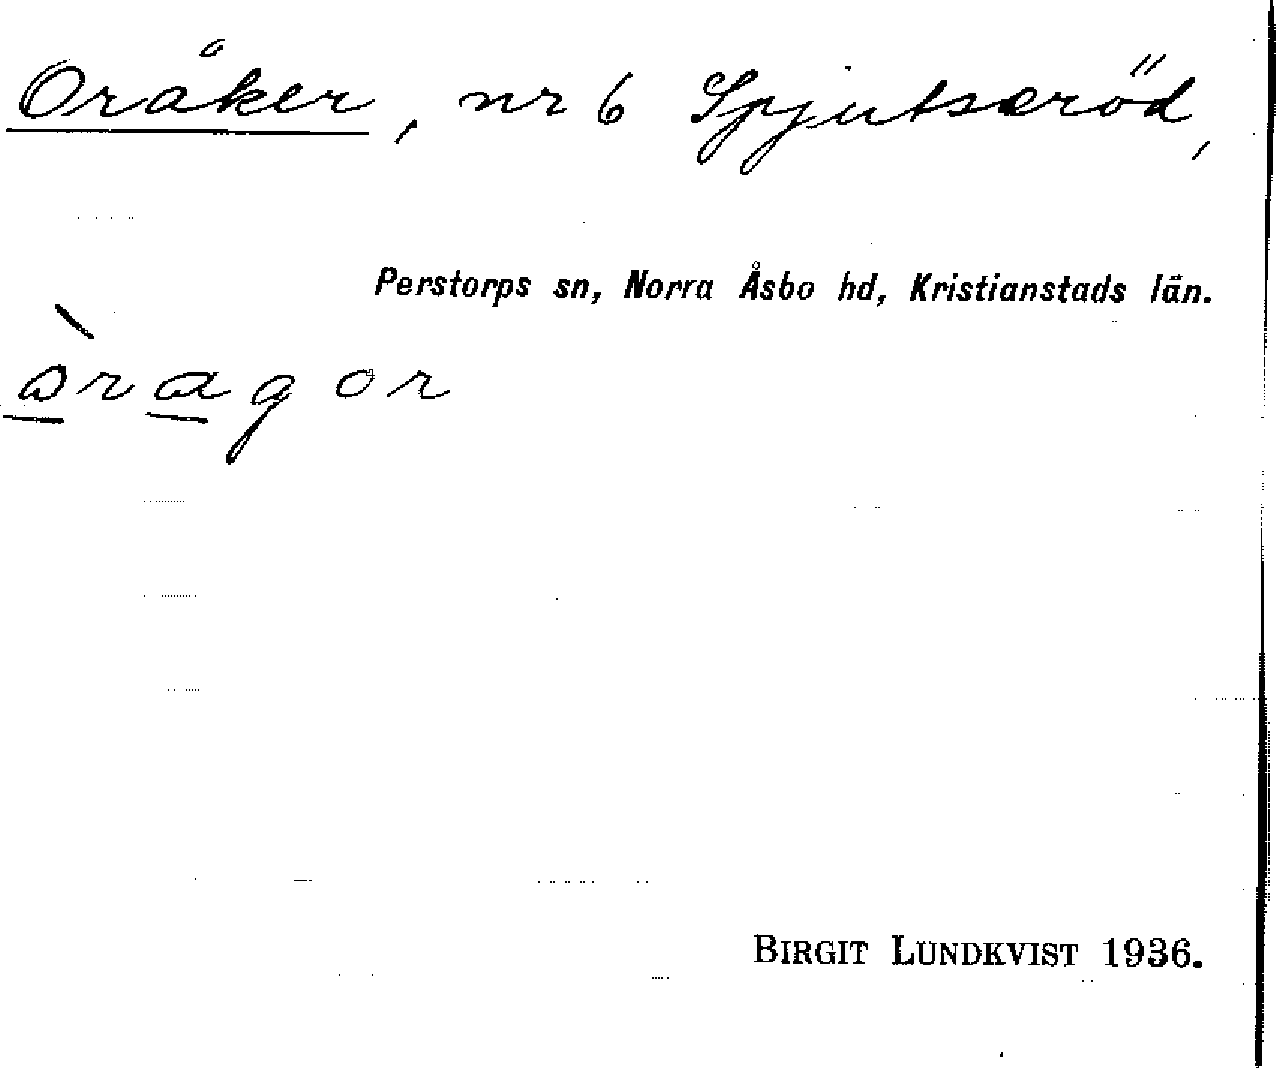 Oråker, nr 6 Spjutseröd,
Perstorps sn, Norra Åsbo hd, Kristianstads län.
òragor
BIRGIT LUNDKVIST 1936.